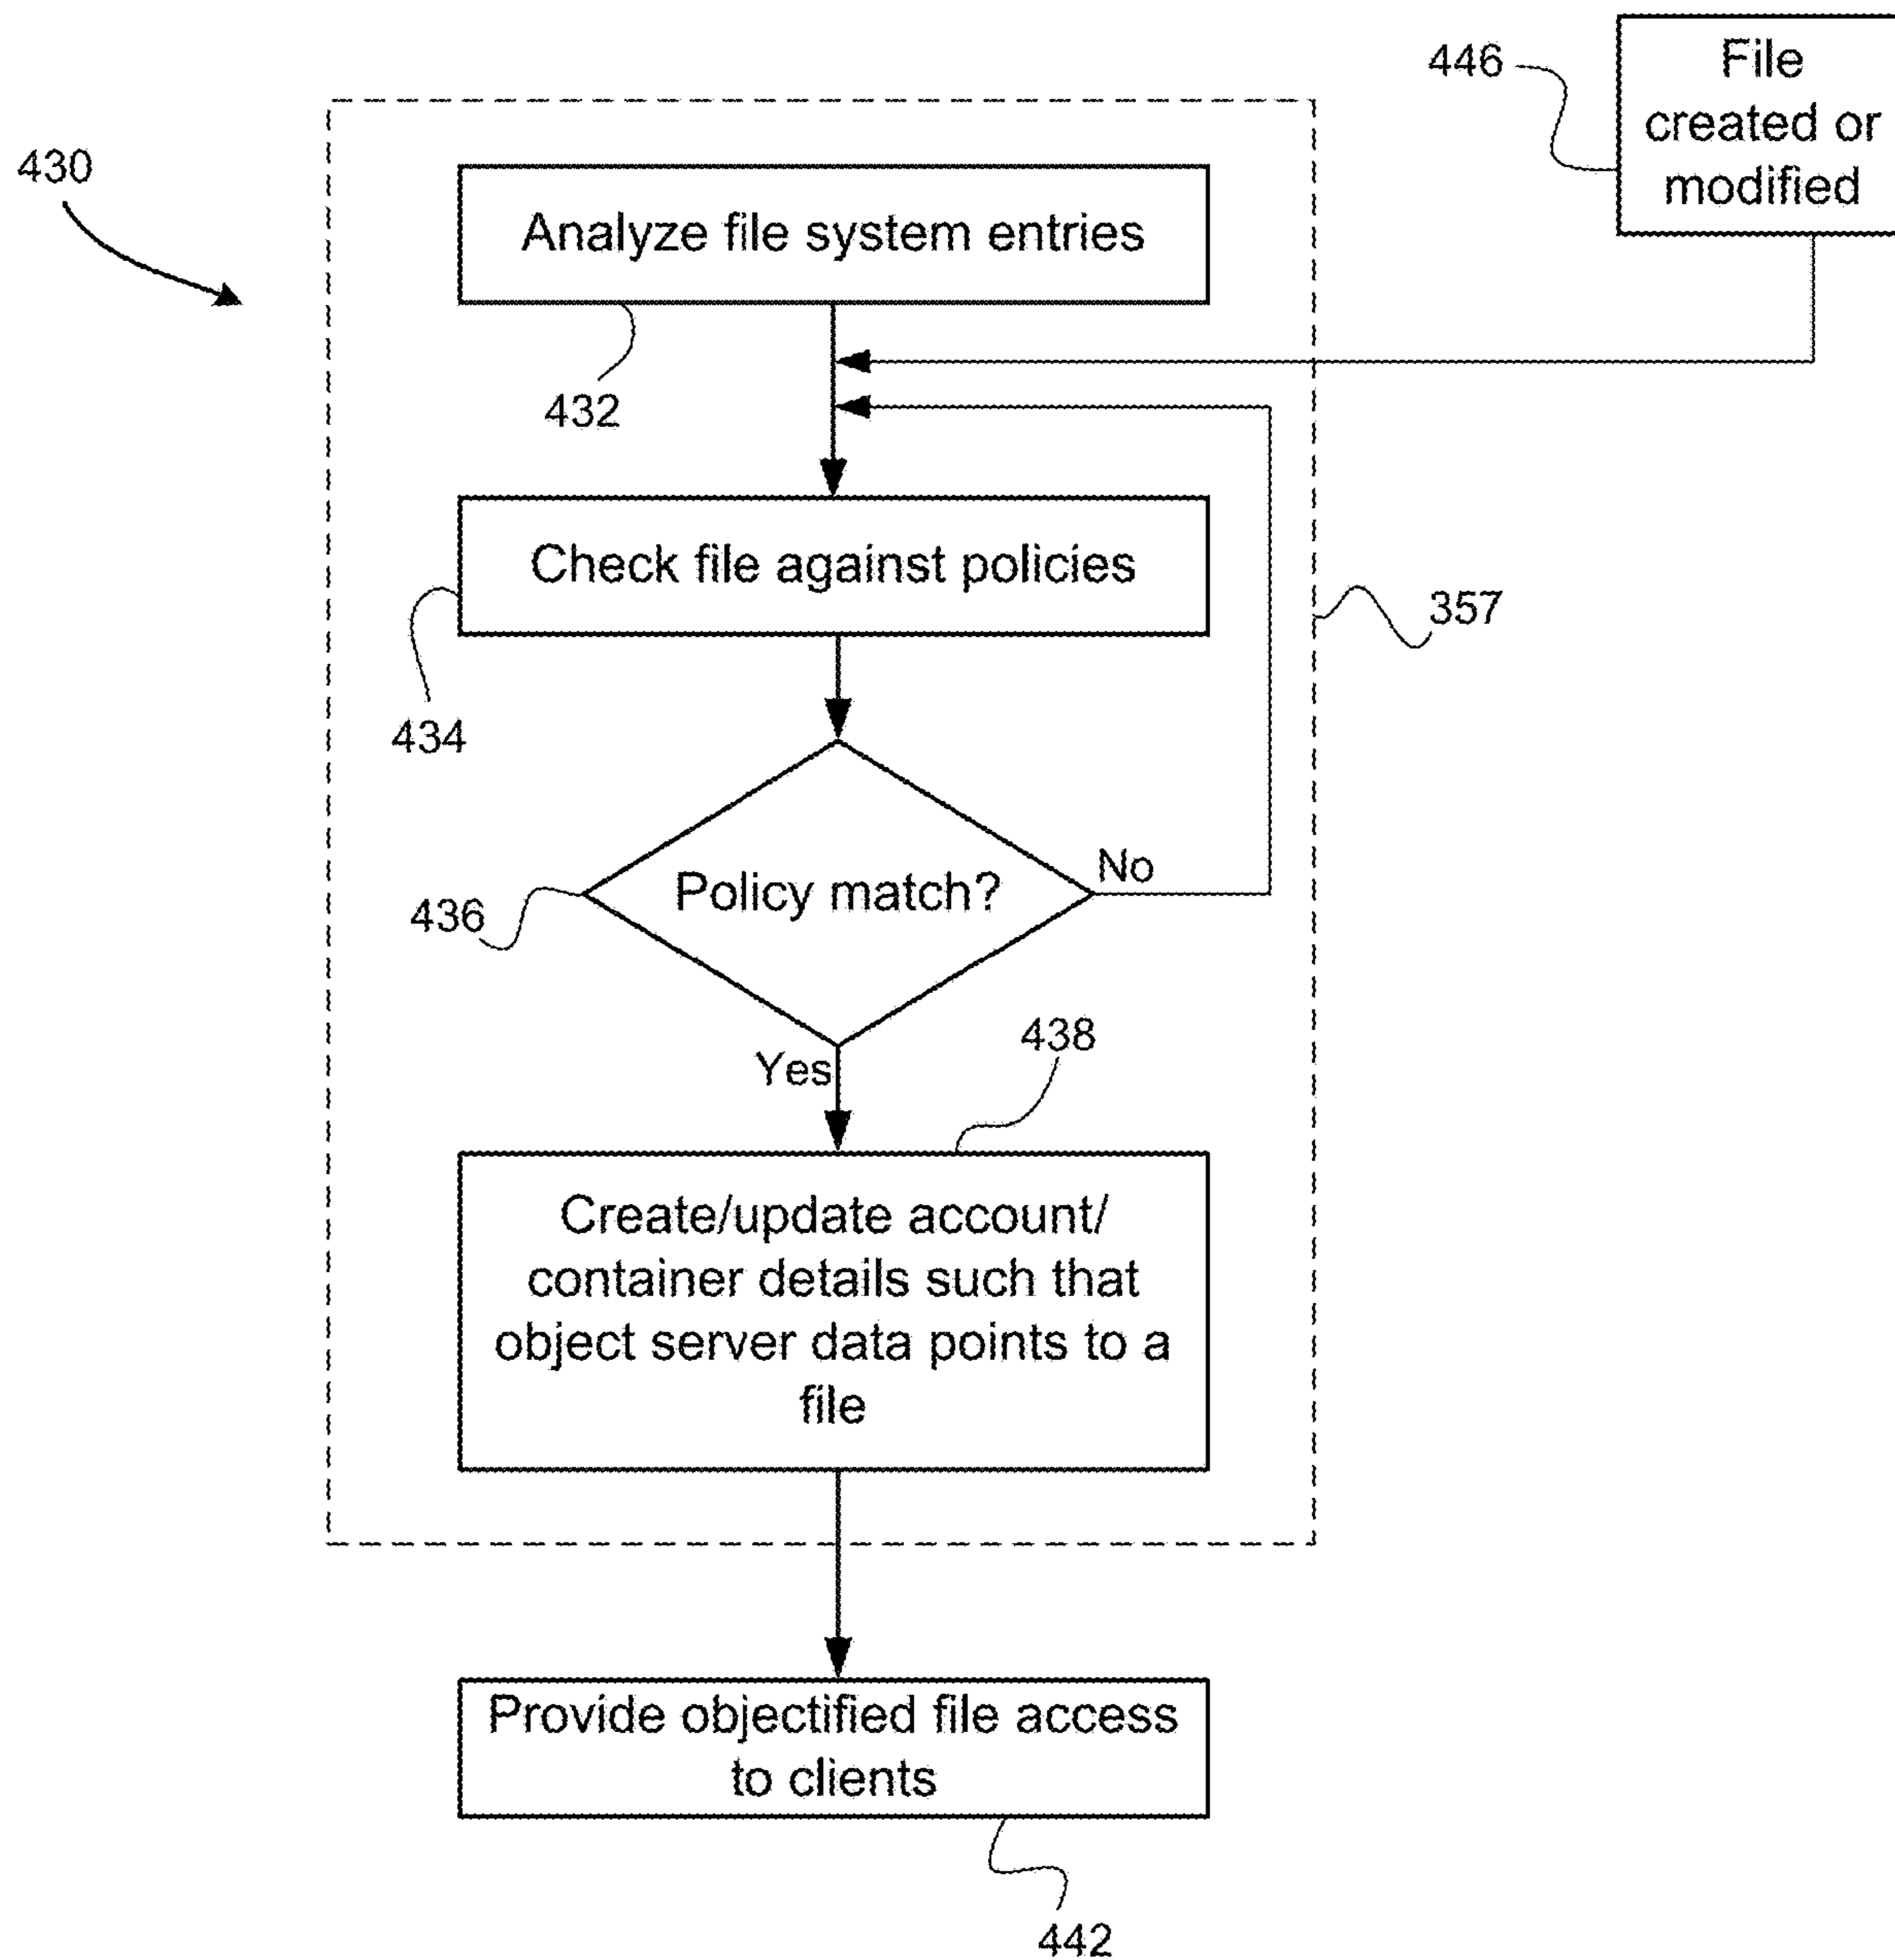 446
File
created or
modified
430
Analyze file system entries
432
Check file against policies
357
434
No
Policy match?
436
438
Yes
Create/update account/
container details such that
object server data points to a
file
Provide objectified file access
to clients
442